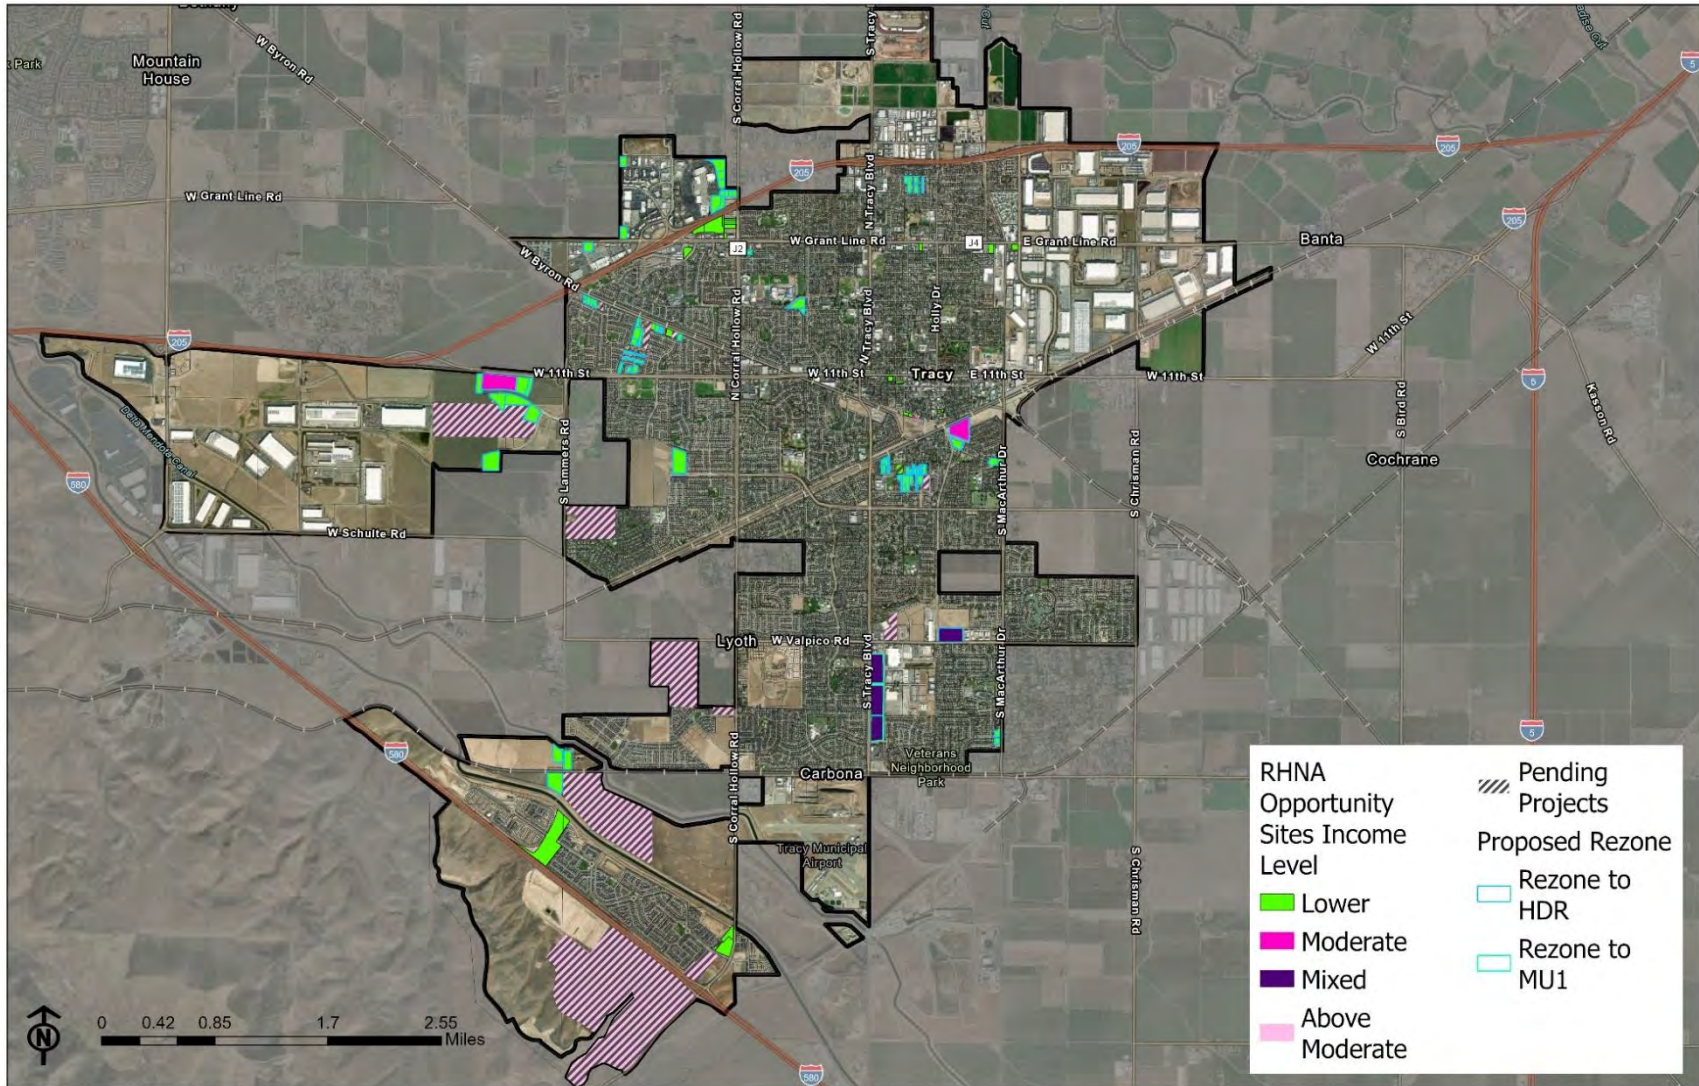 Mountain
House
k Park
W Byron Rd
S Corral Hollow Rd
S Tracy
5
205
205
205
N Tracy Blvd
205
W Grant Line Rd
J2
W Grant Line Rd
J4
E Grant Line Rd
Banta
W Byron Rd
N Corral Hollow Rd
N Tracy Blvd
Holly Dr
205
W 11th St
W 11th St
Tracy
E 11th St
W 11th St
W 11th St
5
Delta Mendota Canal
S Bird Rd
Kasson Rd
580
S Lammers Rd
Cochrane
S MacArthur Dr
S Chrisman Rd
W Schulte Rd
Lyoth
W Valpico Rd
S Tracy Blvd
S MacArthur Dr
5
580
S Corral Hollow Rd
Carbona
Veterans
Neighborhood
Park
Tracy Municipal
Airport
S Chrisman Rd
580
RHNA
Opportunity
Sites Income
Level
Lower
Moderate
Mixed
Above
Moderate
Pending
Projects
Proposed Rezone
Rezone to
HDR
Rezone to
MU1
N
0 0.42 0.85 1.7 2.55
Miles